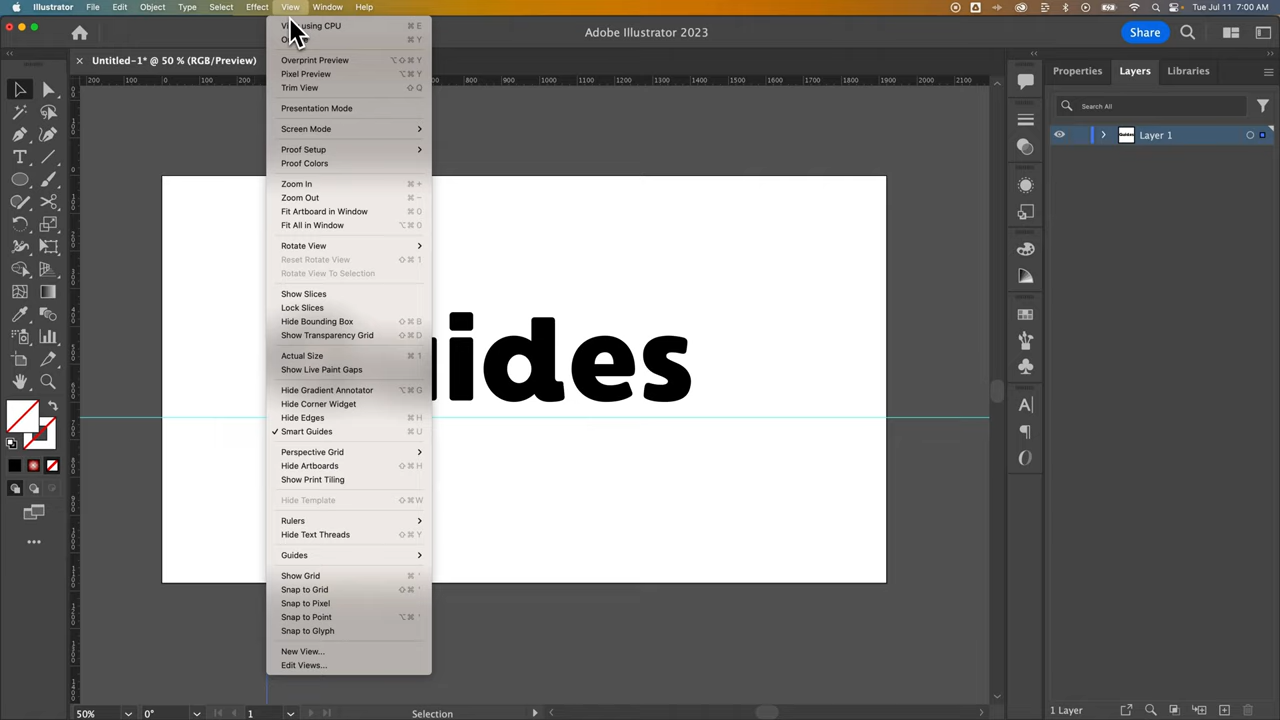 Illustrator File Edit Object Type Select Effect View Window Help Tue Jul 11 7:00 AM
Adobe Illustrator 2023
Share
Untitled-1* @ 50 % (RGB/Preview)
200 100 400 500 600 700 800 900 1000 1100 1200 1300 1400 1500 1600 1700 1800 1900 2000 2100
using CPU ⌘ E
⌘ Y
Overprint Preview ⌥⇧⌘ Y
Pixel Preview ⌥⌘ Y
Trim View ⇧ Q
Presentation Mode
Screen Mode
Proof Setup
Proof Colors
Zoom In ⌘ +
Zoom Out ⌘ −
Fit Artboard in Window ⌘ 0
Fit All in Window ⌥⌘ 0
Rotate View
Reset Rotate View ⇧⌘ 1
Rotate View To Selection
Show Slices
Lock Slices
Hide Bounding Box ⇧⌘ B
Show Transparency Grid ⇧⌘ D
Actual Size ⌘ 1
Show Live Paint Gaps
Hide Gradient Annotator ⌥⌘ G
Hide Corner Widget
Hide Edges ⌘ H
✓ Smart Guides ⌘ U
Perspective Grid
Hide Artboards ⇧⌘ H
Show Print Tiling
Hide Template ⇧⌘ W
Rulers
Hide Text Threads ⇧⌘ Y
Guides
Show Grid ⌘ '
Snap to Grid ⇧⌘ '
Snap to Pixel
Snap to Point ⌥⌘ '
Snap to Glyph
New View...
Edit Views...
ides
Properties Layers Libraries
Search All
Guides Layer 1
50% 0° 1 Selection
1 Layer